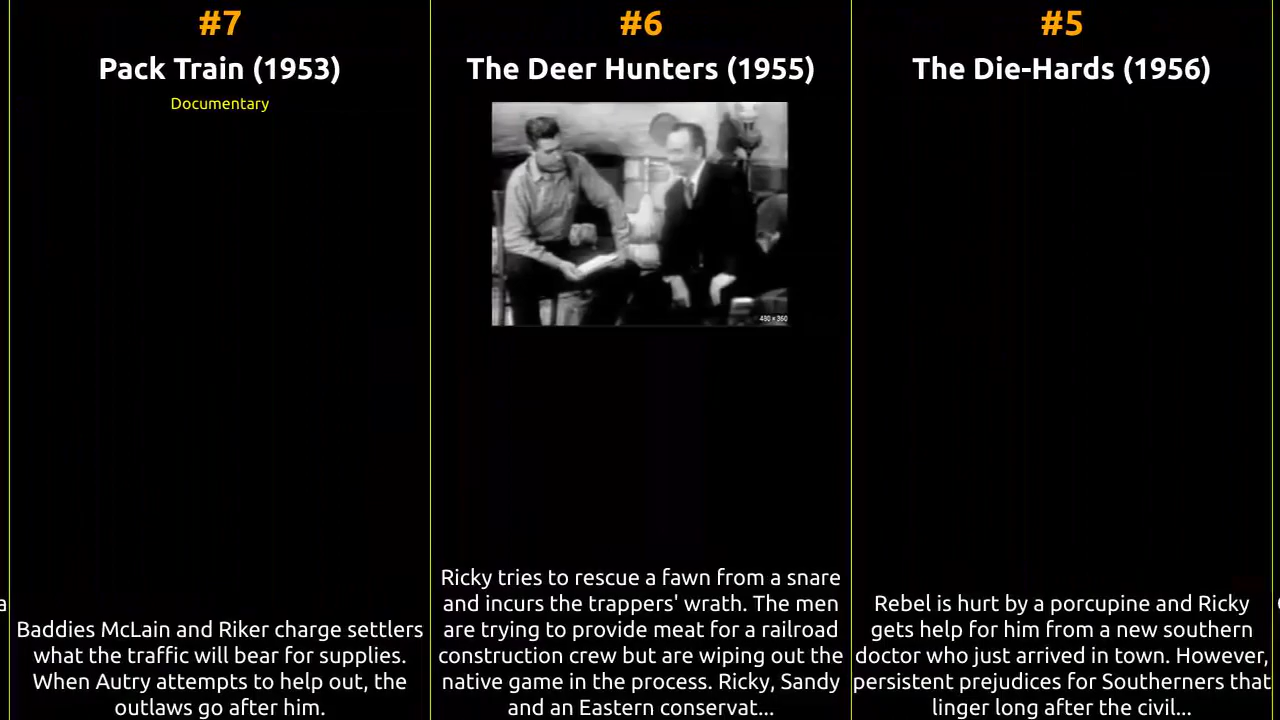 #7
Pack Train (1953)
Documentary
Baddies McLain and Riker charge settlers
what the traffic will bear for supplies.
When Autry attempts to help out, the
outlaws go after him.
#6
The Deer Hunters (1955)
480 × 360
Ricky tries to rescue a fawn from a snare
and incurs the trappers' wrath. The men
are trying to provide meat for a railroad
construction crew but are wiping out the
native game in the process. Ricky, Sandy
and an Eastern conservat...
#5
The Die-Hards (1956)
Rebel is hurt by a porcupine and Ricky
gets help for him from a new southern
doctor who just arrived in town. However,
persistent prejudices for Southerners that
linger long after the civil...